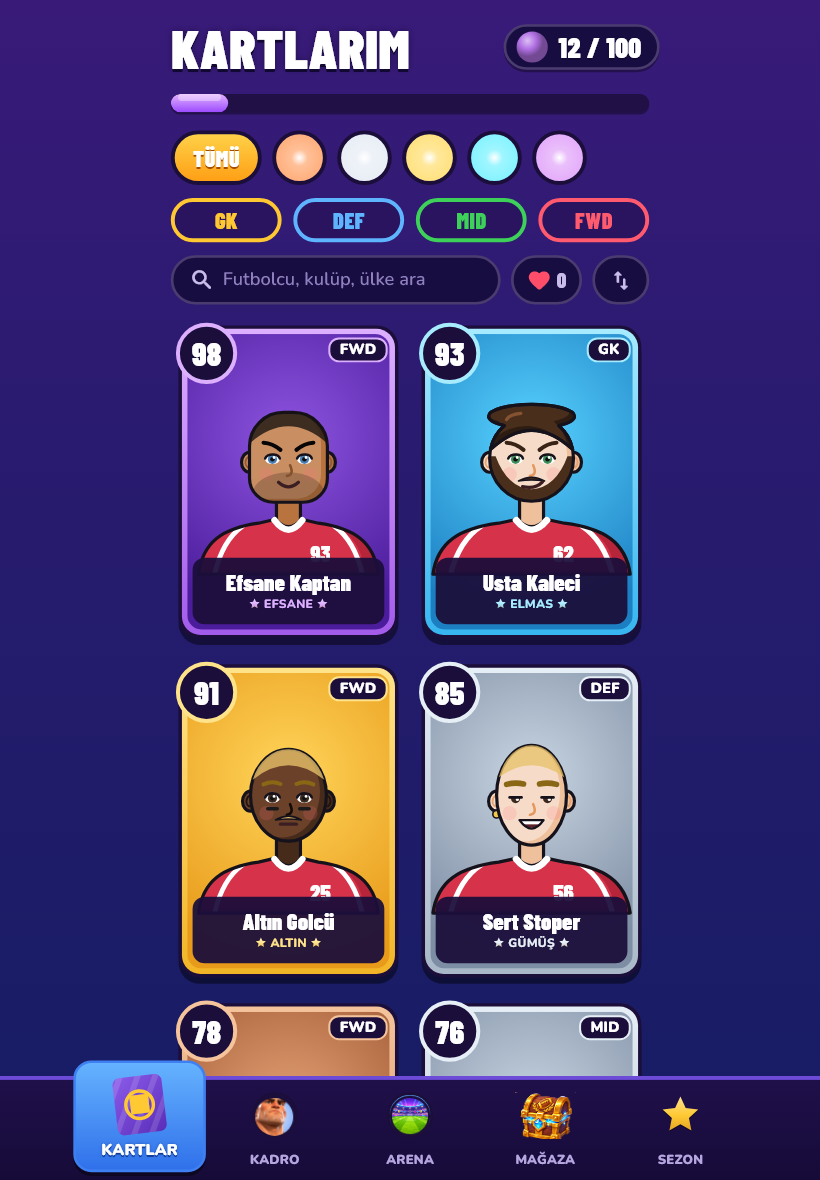 KARTLARIM
12 / 100
TÜMÜ
GK DEF MID FWD
Futbolcu, kulüp, ülke ara
0
98 FWD
93
Efsane Kaptan
★ EFSANE ★
93 GK
62
Usta Kaleci
★ ELMAS ★
91 FWD
25
Altın Golcü
★ ALTIN ★
85 DEF
56
Sert Stoper
★ GÜMÜŞ ★
78 FWD
76 MID
KARTLAR
KADRO
ARENA
MAĞAZA
SEZON